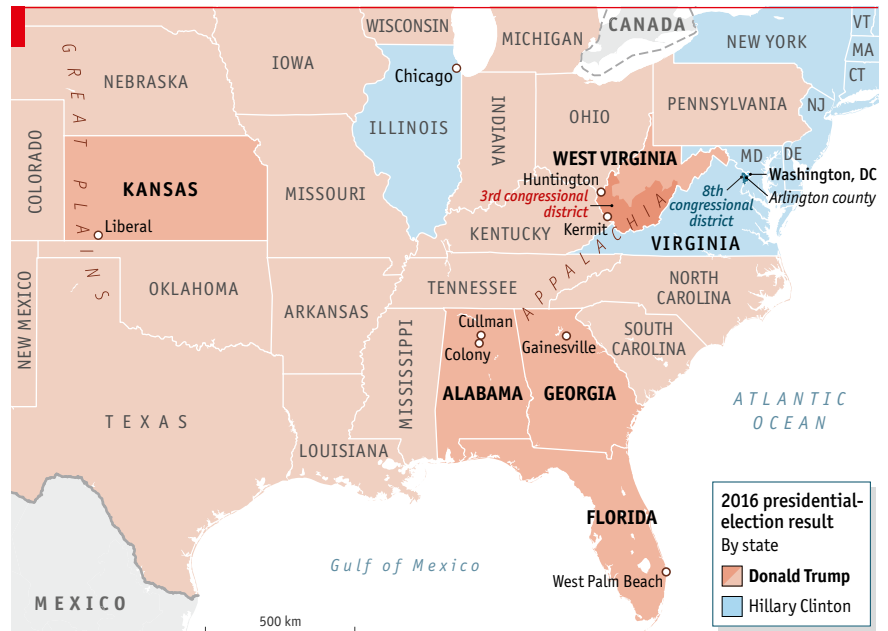 WISCONSIN
MICHIGAN
CANADA
VT
MA
CT
NEW YORK
GREAT PLAINS
NEBRASKA
IOWA
Chicago
ILLINOIS
INDIANA
OHIO
PENNSYLVANIA
NJ
COLORADO
KANSAS
Liberal
MISSOURI
WEST VIRGINIA
Huntington
3rd congressional
district
Kermit
KENTUCKY
MD
DE
Washington, DC
Arlington county
8th
congressional
district
VIRGINIA
APPALACHIA
NEW MEXICO
OKLAHOMA
ARKANSAS
TENNESSEE
NORTH
CAROLINA
SOUTH
CAROLINA
MISSISSIPPI
Cullman
Colony
ALABAMA
Gainesville
GEORGIA
TEXAS
LOUISIANA
ATLANTIC
OCEAN
FLORIDA
West Palm Beach
Gulf of Mexico
MEXICO
500 km
2016 presidential-
election result
By state
Donald Trump
Hillary Clinton